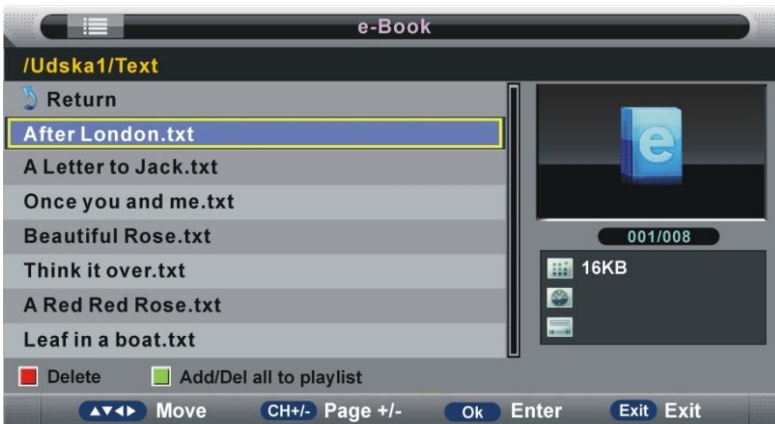 e-Book
/Udska1/Text
Return
After London.txt
A Letter to Jack.txt
Once you and me.txt
Beautiful Rose.txt
Think it over.txt
A Red Red Rose.txt
Leaf in a boat.txt
e
001/008
16KB
Delete Add/Del all to playlist
▲▼◀▶ Move CH+/- Page +/- Ok Enter Exit Exit